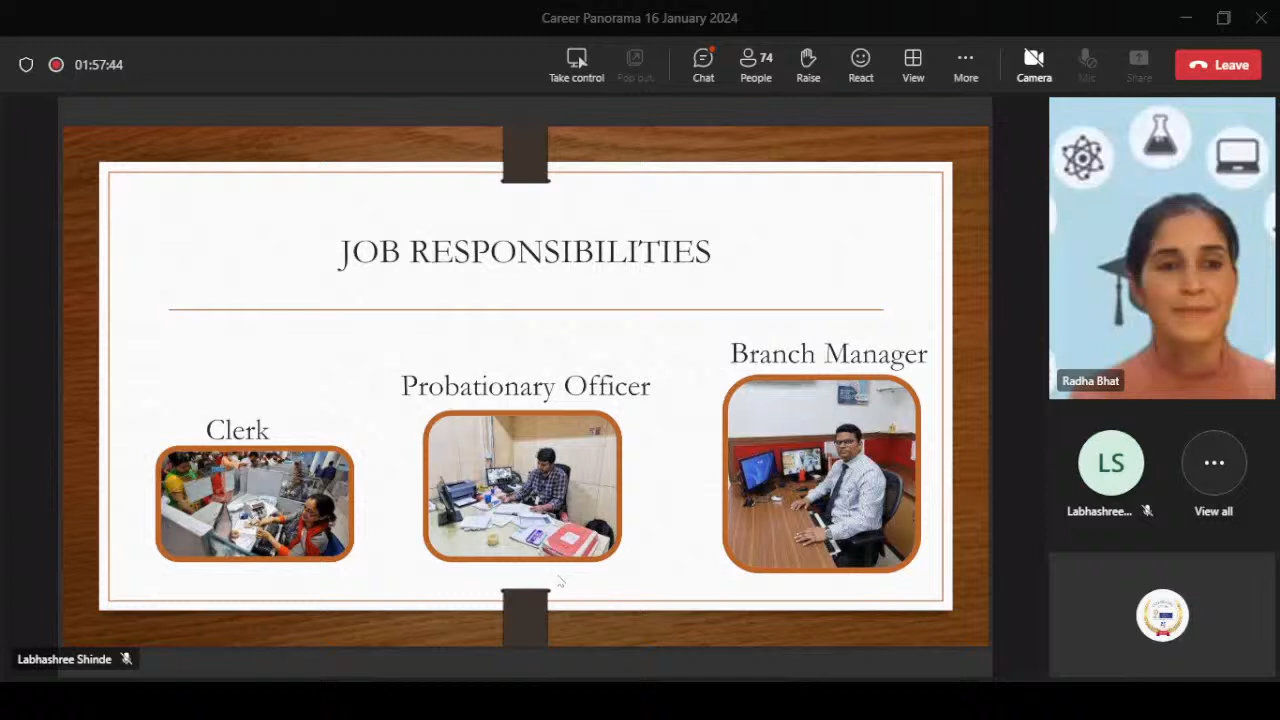 Career Panorama 16 January 2024
01:57:44
Take control
Pop out
Chat
74
People
Raise
React
View
More
Camera
Mic
Share
Leave
JOB RESPONSIBILITIES
Branch Manager
Probationary Officer
Clerk
Radha Bhat
LS
Labhashree...
View all
Labhashree Shinde